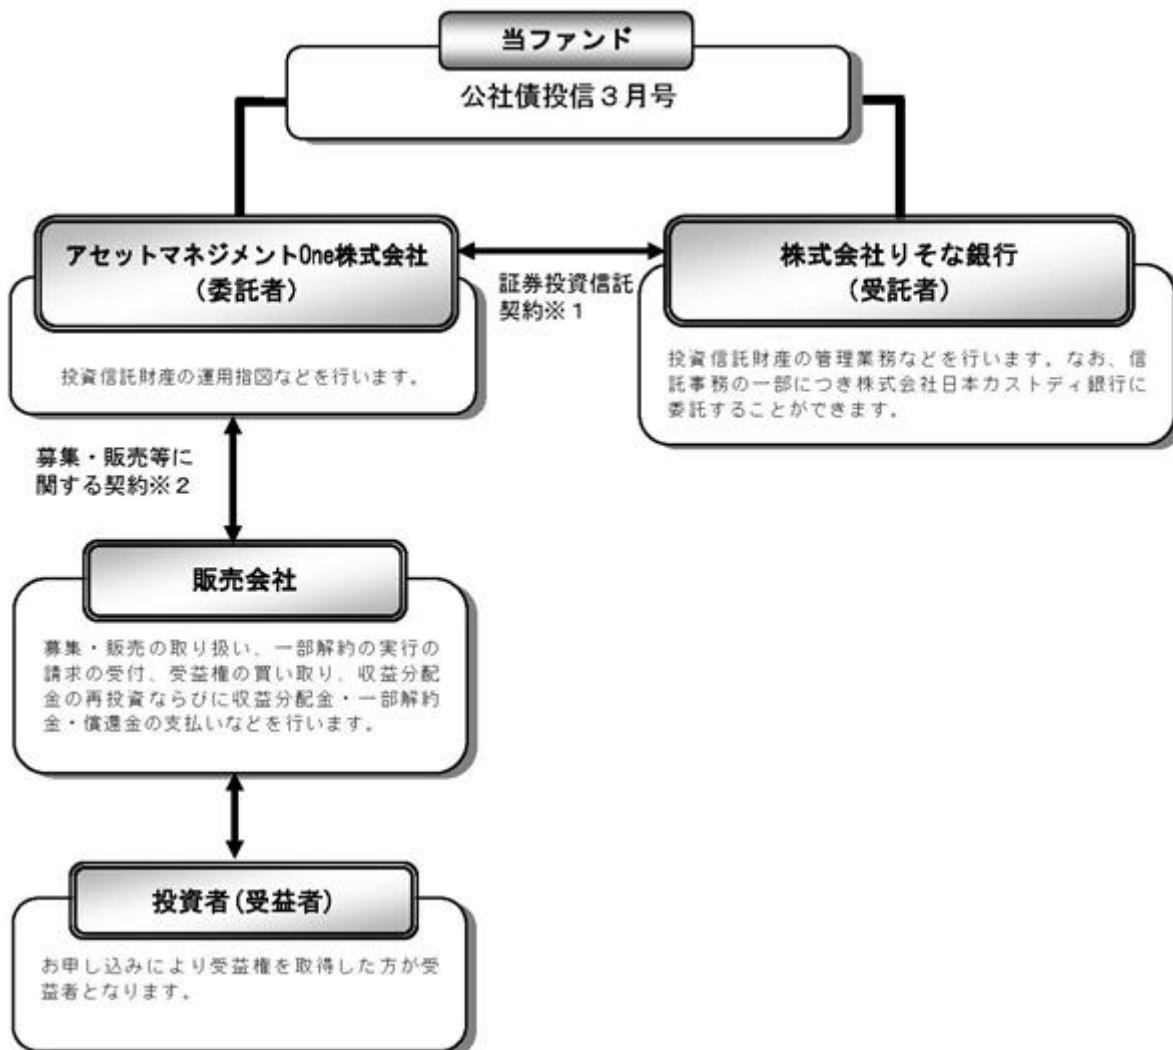 当ファンド
公社債投信3月号
アセットマネジメントOne株式会社
(委託者)
投資信託財産の運用指図などを行います。
証券投資信託
契約※1
株式会社りそな銀行
(受託者)
投資信託財産の管理業務などを行います。なお、信
託事務の一部につき株式会社日本カストディ銀行に
委託することができます。
募集・販売等に
関する契約※2
販売会社
募集・販売の取り扱い、一部解約の実行の
請求の受付、受益権の買い取り、収益分配
金の再投資ならびに収益分配金・一部解約
金・償還金の支払いなどを行います。
投資者(受益者)
お申し込みにより受益権を取得した方が受
益者となります。